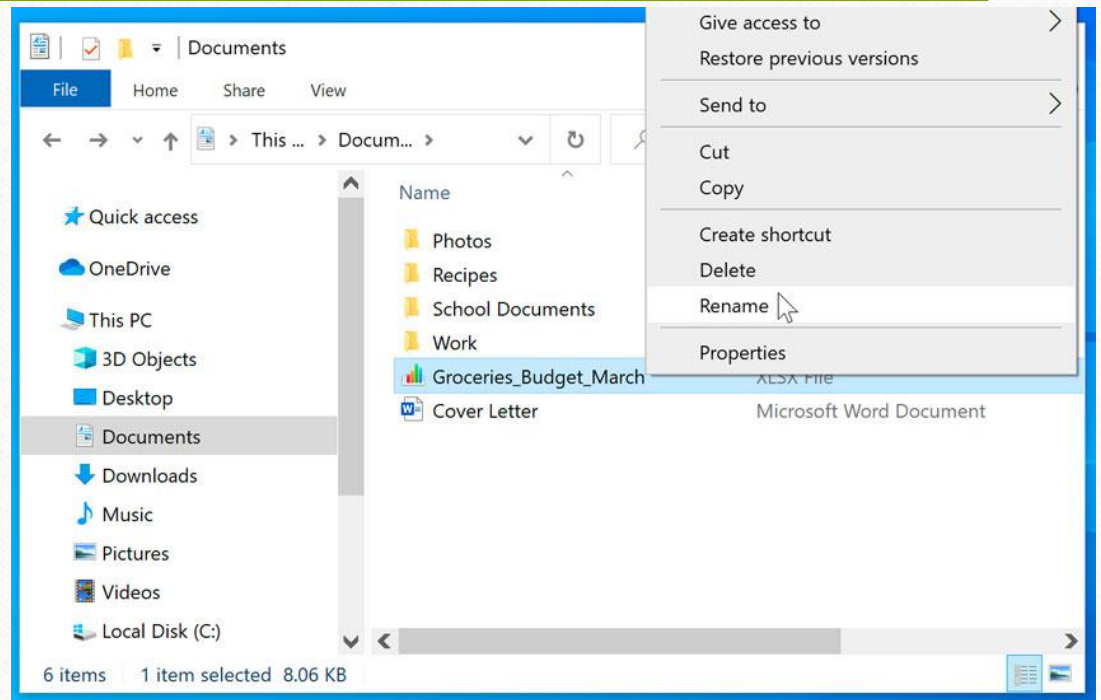 Documents
File Home Share View
This ... Docum...
Quick access
OneDrive
This PC
3D Objects
Desktop
Documents
Downloads
Music
Pictures
Videos
Local Disk (C:)
Name
Photos
Recipes
School Documents
Work
Groceries_Budget_March XLSX File
Cover Letter Microsoft Word Document
Give access to
Restore previous versions
Send to
Cut
Copy
Create shortcut
Delete
Rename
Properties
6 items 1 item selected 8.06 KB